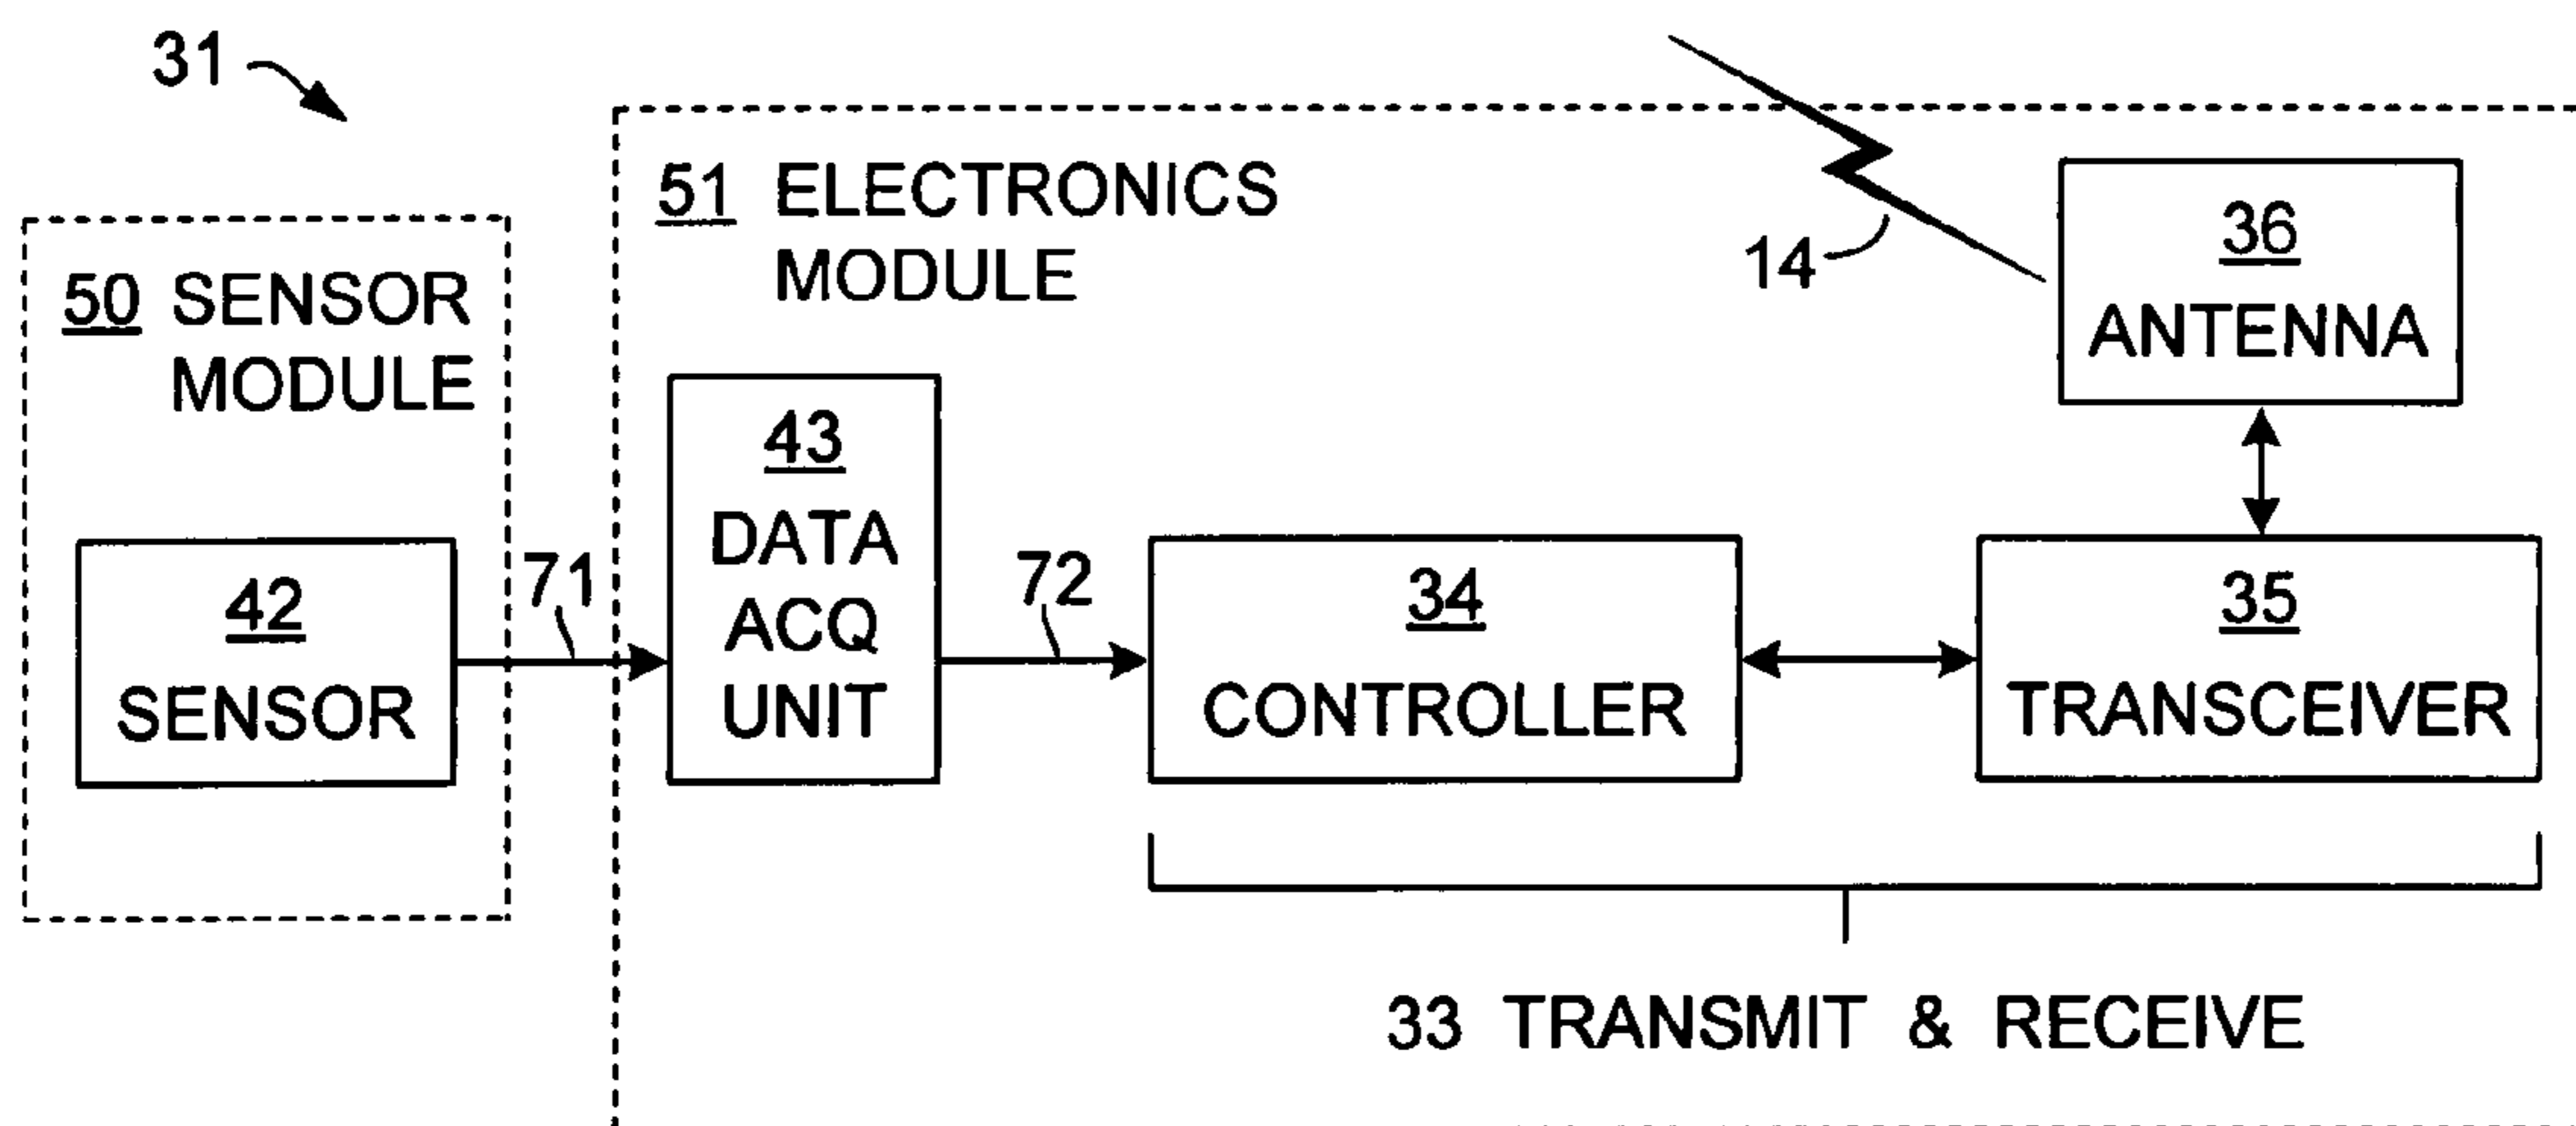 31
51 ELECTRONICS
MODULE
14
36
ANTENNA
50 SENSOR
MODULE
43
DATA
ACQ
UNIT
42
SENSOR
71
72
34
CONTROLLER
35
TRANSCEIVER
33 TRANSMIT & RECEIVE